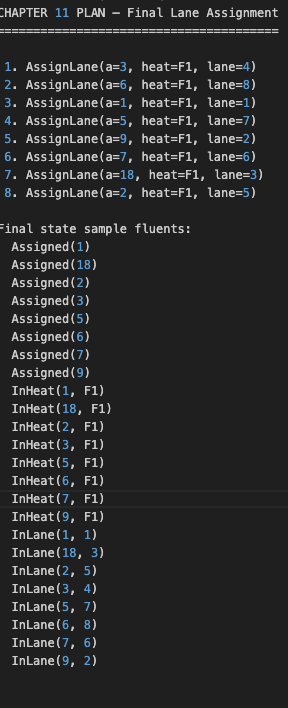 CHAPTER 11 PLAN — Final Lane Assignment
=======================================
1. AssignLane(a=3, heat=F1, lane=4)
2. AssignLane(a=6, heat=F1, lane=8)
3. AssignLane(a=1, heat=F1, lane=1)
4. AssignLane(a=5, heat=F1, lane=7)
5. AssignLane(a=9, heat=F1, lane=2)
6. AssignLane(a=7, heat=F1, lane=6)
7. AssignLane(a=18, heat=F1, lane=3)
8. AssignLane(a=2, heat=F1, lane=5)
Final state sample fluents:
Assigned(1)
Assigned(18)
Assigned(2)
Assigned(3)
Assigned(5)
Assigned(6)
Assigned(7)
Assigned(9)
InHeat(1, F1)
InHeat(18, F1)
InHeat(2, F1)
InHeat(3, F1)
InHeat(5, F1)
InHeat(6, F1)
InHeat(7, F1)
InHeat(9, F1)
InLane(1, 1)
InLane(18, 3)
InLane(2, 5)
InLane(3, 4)
InLane(5, 7)
InLane(6, 8)
InLane(7, 6)
InLane(9, 2)